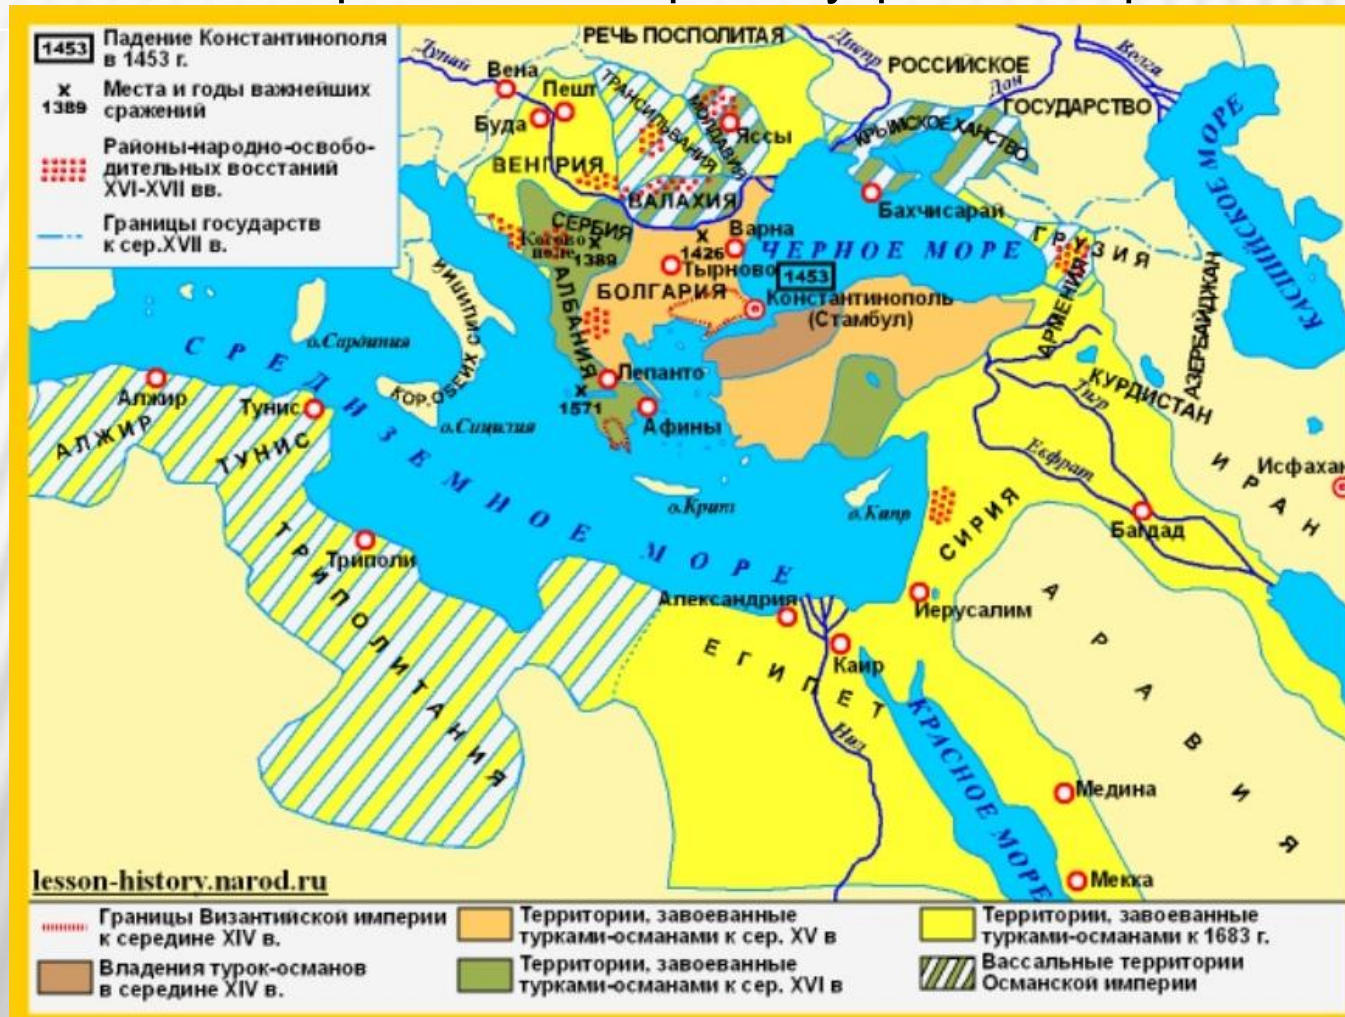 1453
Падение Константинополя
в 1453 г.
х
1389
Места и годы важнейших
сражений
Районы-народно-освобо-
дительных восстаний
XVI-XVII вв.
Границы государств
к сер.XVII в.
РЕЧЬ ПОСПОЛИТАЯ
РОССИЙСКОЕ
ГОСУДАРСТВО
Дунай
Днепр
Дон
Волга
Вена
Пешт
Буда
ТРАНСИЛЬВАНИЯ
МОЛДАВИЯ
Яссы
КРЫМСКОЕ ХАНСТВО
Бахчисарай
ВЕНГРИЯ
ВАЛАХИЯ
СЕРБИЯ
Косово
поле
х
1389
х
1426
Варна
Тырново
БОЛГАРИЯ
АЛБАНИЯ
ЧЕРНОЕ МОРЕ
1453
Константинополь
(Стамбул)
ГРУЗИЯ
АРМЕНИЯ
АЗЕРБАЙДЖАН
КАСПИЙСКОЕ МОРЕ
КУРДИСТАН
Тигр
Евфрат
ИРАН
Исфахан
Багдад
КОР.ОБЕИХ СИЦИЛИЙ
о.Сардиния
о.Сицилия
СРЕДИЗЕМНОЕ МОРЕ
Лепанто
х
1571
Афины
о.Крит
о.Кипр
Алжир
АЛЖИР
Тунис
ТУНИС
Триполи
ТРИПОЛИТАНИЯ
СИРИЯ
Иерусалим
Александрия
Каир
ЕГИПЕТ
Нил
КРАСНОЕ МОРЕ
АРАВИЯ
Медина
Мекка
lesson-history.narod.ru
Границы Византийской империи
к середине XIV в.
Владения турок-османов
в середине XIV в.
Территории, завоеванные
турками-османами к сер. XV в
Территории, завоеванные
турками-османами к сер. XVI в
Территории, завоеванные
турками-османами к 1683 г.
Вассальные территории
Османской империи